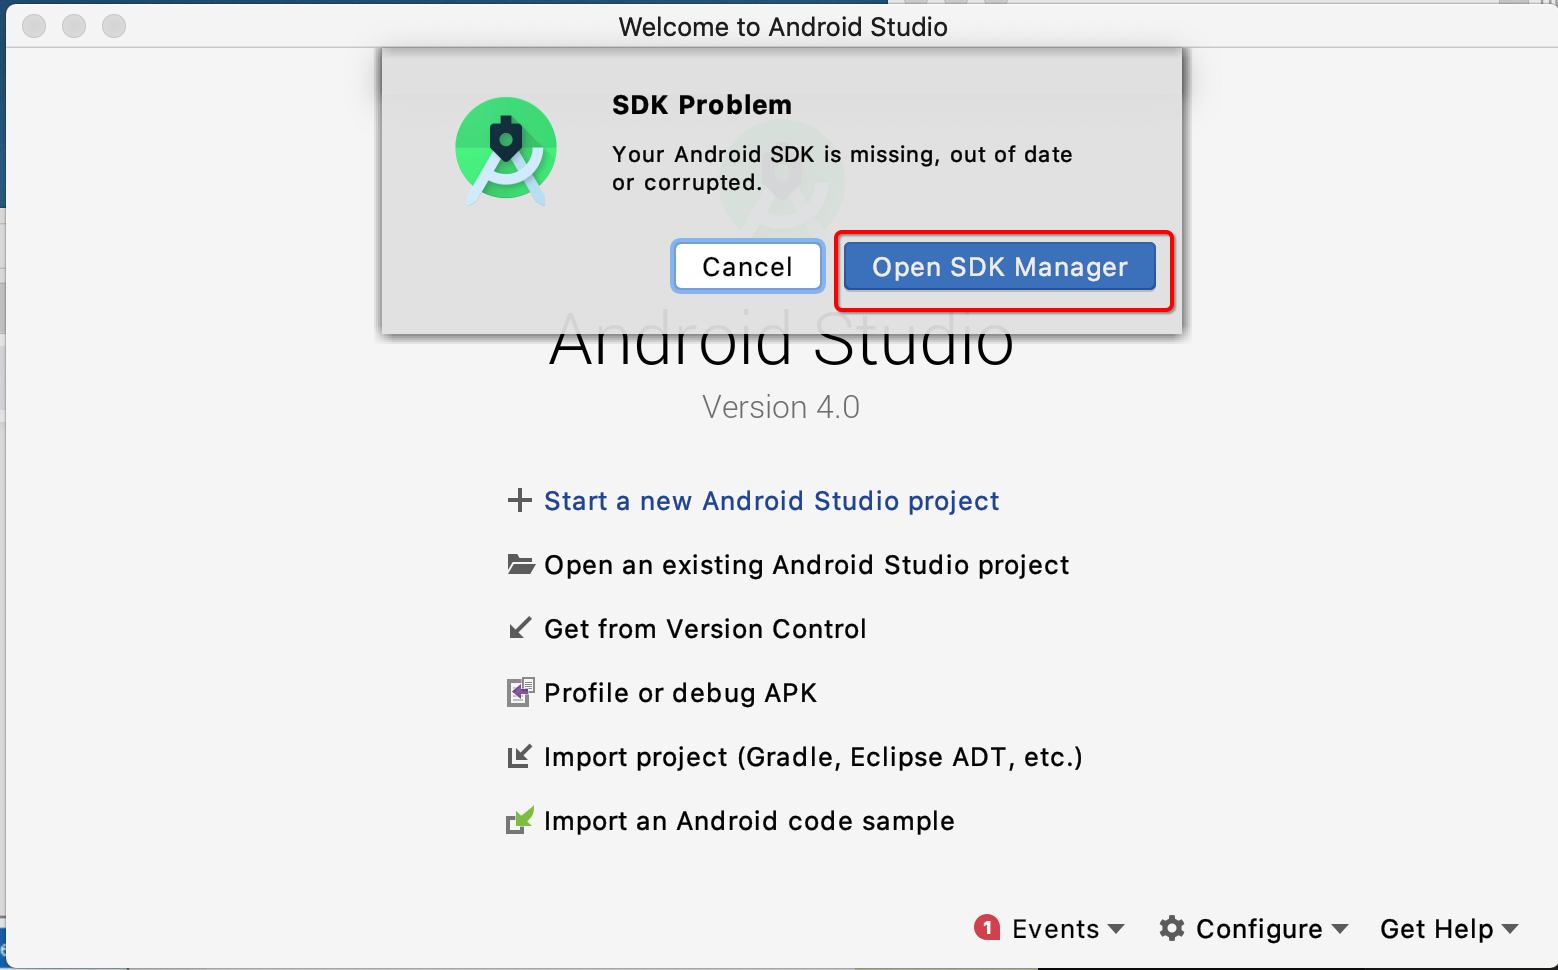 Welcome to Android Studio
SDK Problem
Your Android SDK is missing, out of date
or corrupted.
Cancel
Open SDK Manager
Android Studio
Version 4.0
Start a new Android Studio project
Open an existing Android Studio project
Get from Version Control
Profile or debug APK
Import project (Gradle, Eclipse ADT, etc.)
Import an Android code sample
1 Events
Configure
Get Help